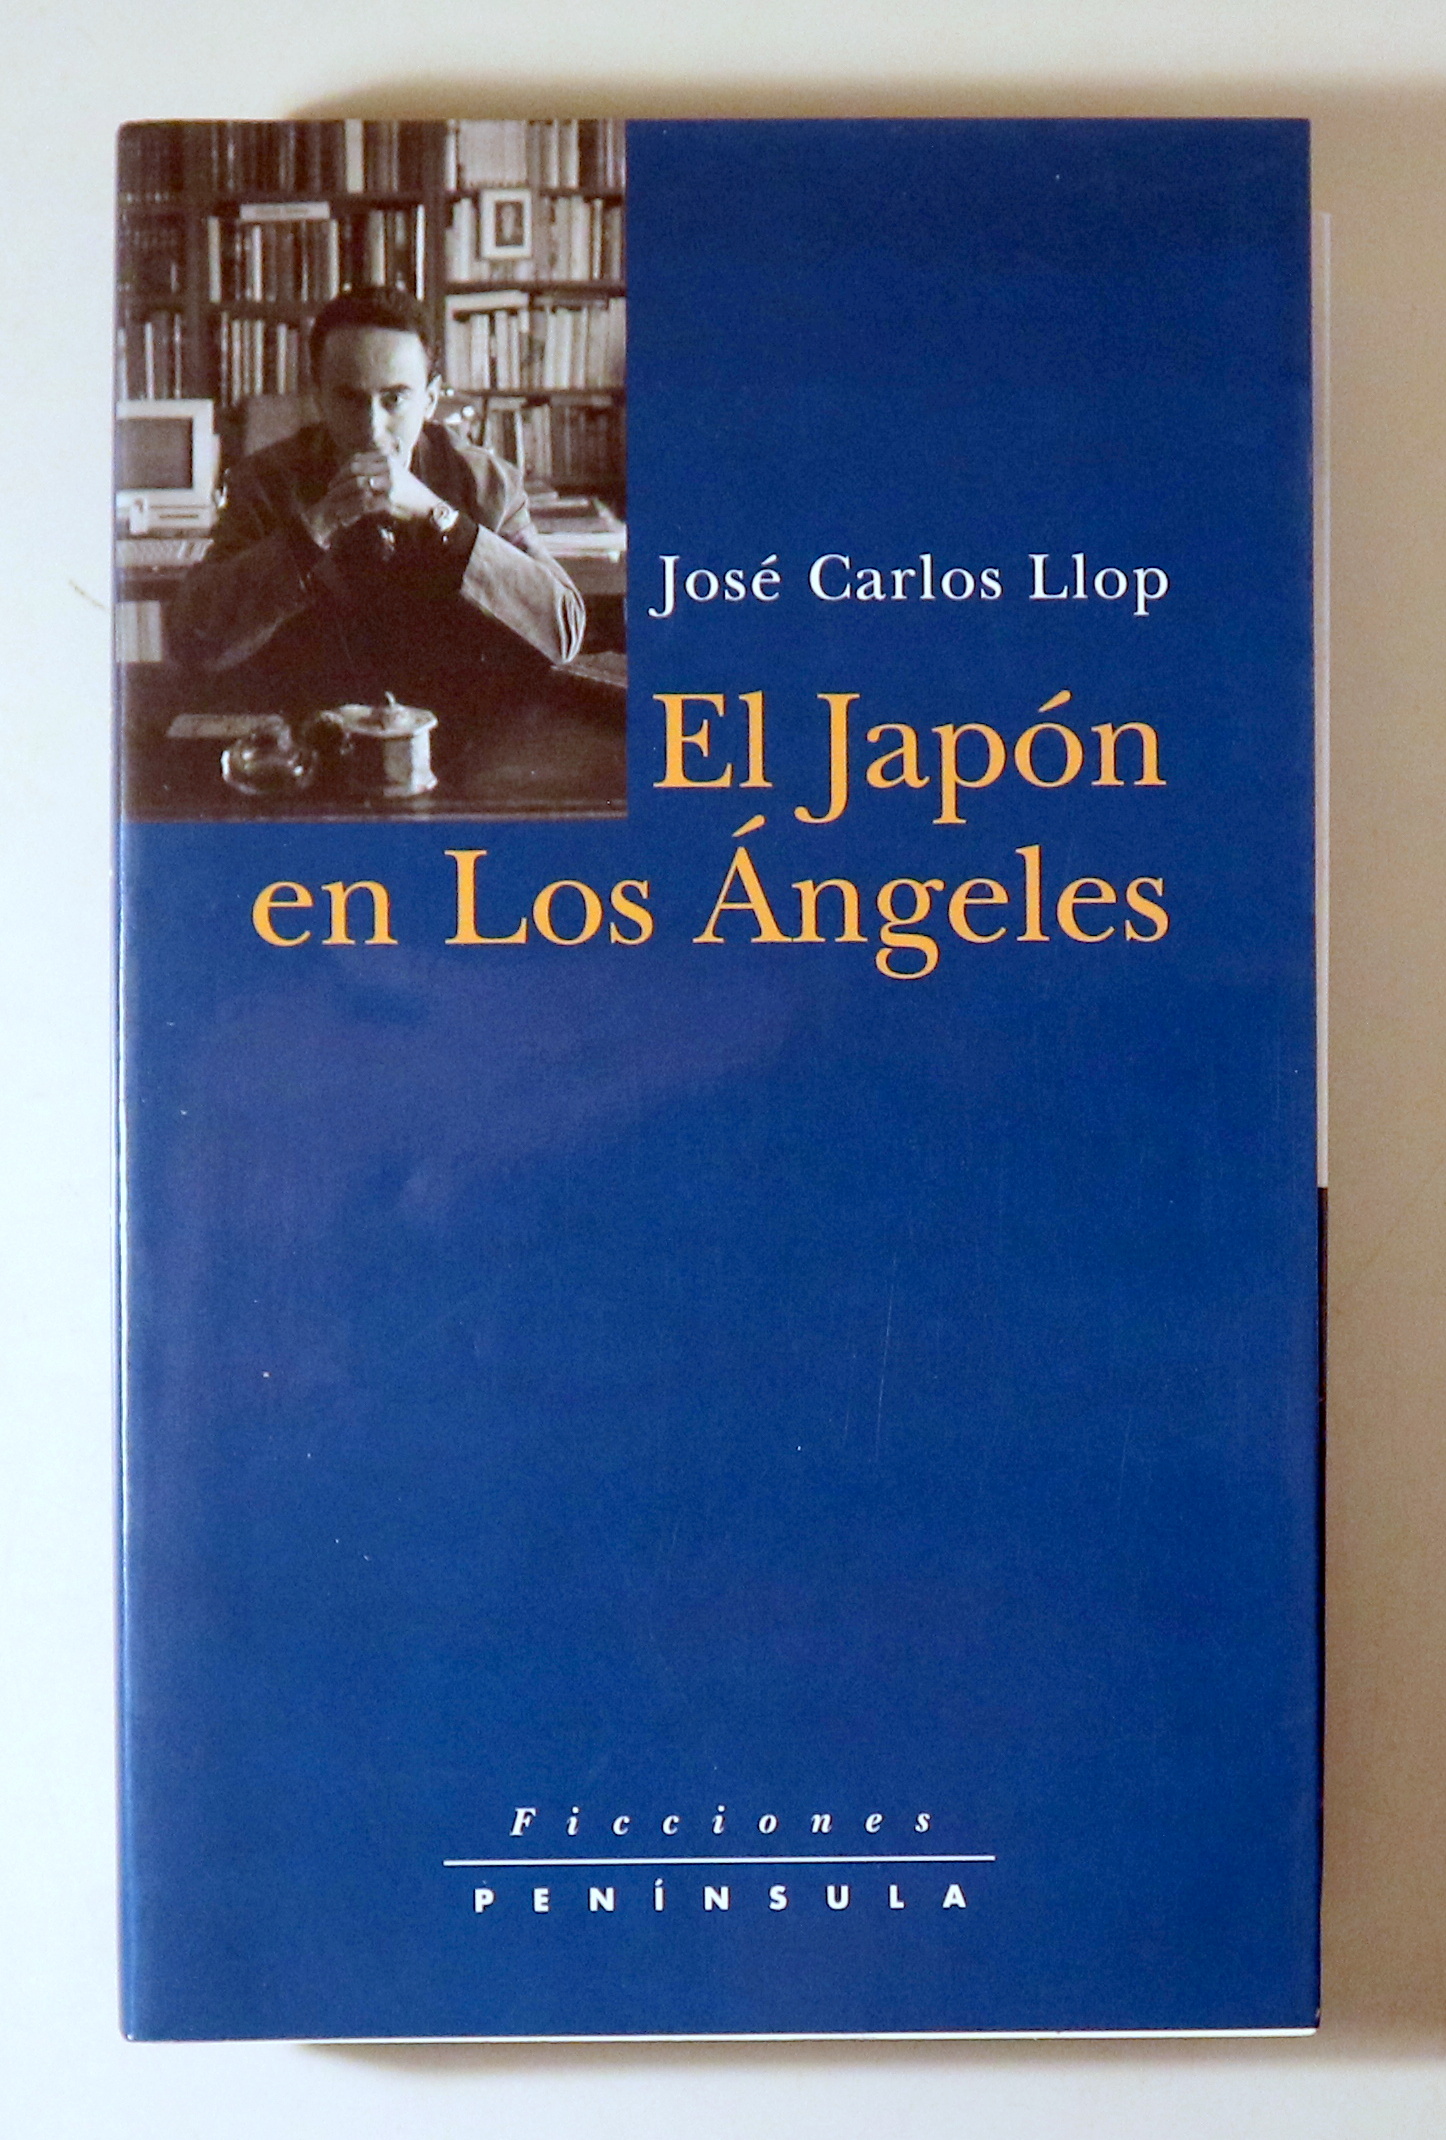 José Carlos Llop
El Japón
en Los Ángeles
Ficciones
PENÍNSULA